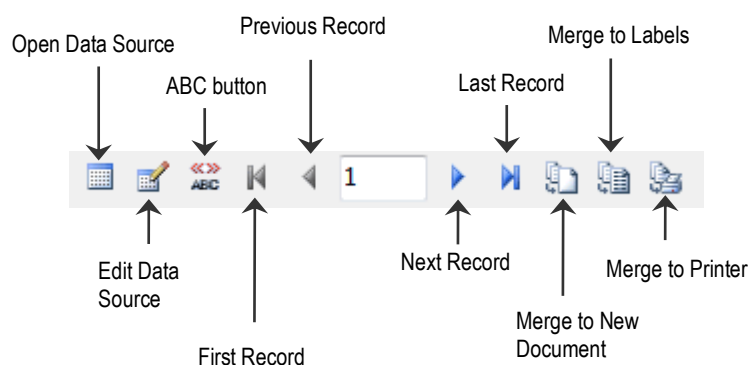 Previous Record
Open Data Source
Merge to Labels
ABC button
Last Record
«»
ABC
1
Edit Data
Source
Next Record
Merge to Printer
Merge to New
Document
First Record